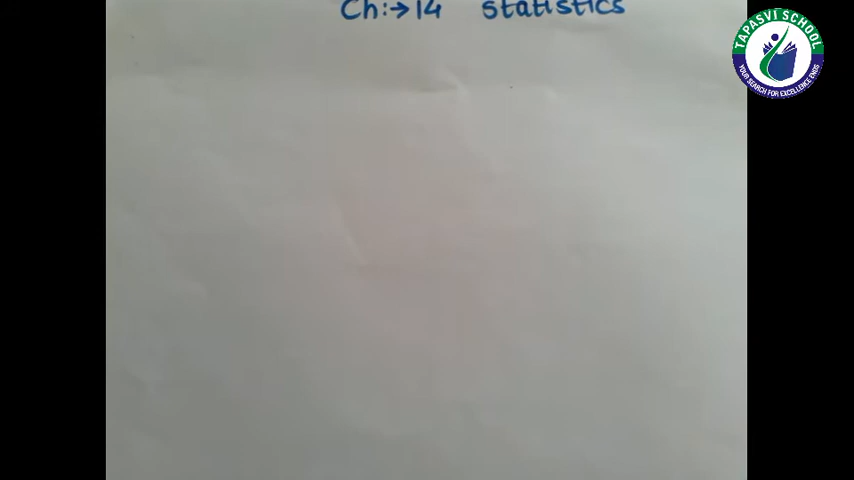 Ch:→14 Statistics
TAPASVI SCHOOL
YOUR SEARCH FOR EXCELLENCE ENDS